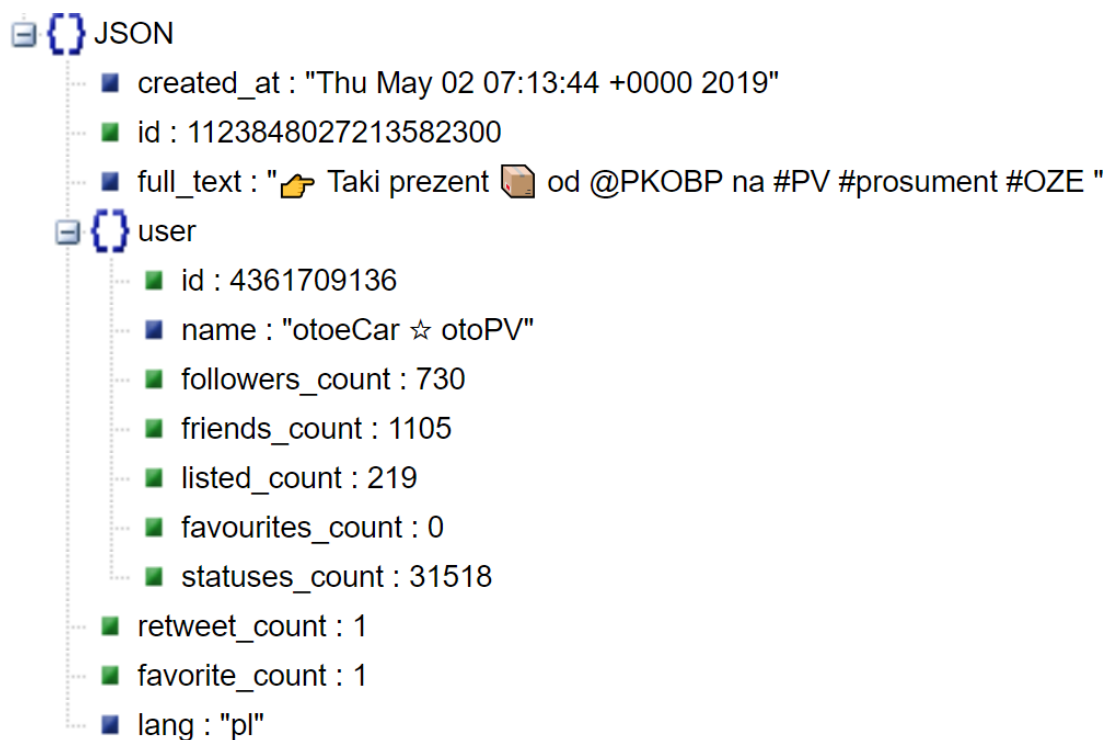 JSON
created_at : "Thu May 02 07:13:44 +0000 2019"
id : 1123848027213582300
full_text : "👉 Taki prezent 📦 od @PKOBP na #PV #prosument #OZE "
user
id : 4361709136
name : "otoeCar ☆ otoPV"
followers_count : 730
friends_count : 1105
listed_count : 219
favourites_count : 0
statuses_count : 31518
retweet_count : 1
favorite_count : 1
lang : "pl"